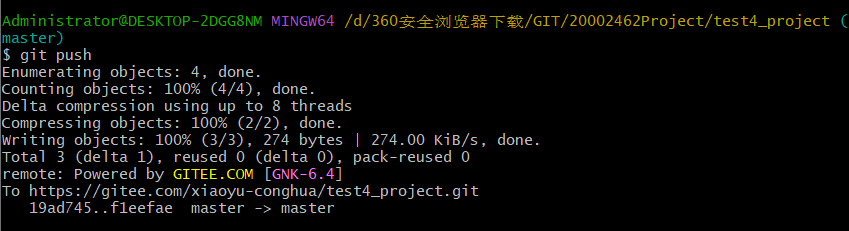 Administrator@DESKTOP-2DGG8NM MINGW64 /d/360安全浏览器下载/GIT/20002462Project/test4_project (
master)
$ git push
Enumerating objects: 4, done.
Counting objects: 100% (4/4), done.
Delta compression using up to 8 threads
Compressing objects: 100% (2/2), done.
Writing objects: 100% (3/3), 274 bytes | 274.00 KiB/s, done.
Total 3 (delta 1), reused 0 (delta 0), pack-reused 0
remote: Powered by GITEE.COM [GNK-6.4]
To https://gitee.com/xiaoyu-conghua/test4_project.git
   19ad745..f1eefae  master -> master